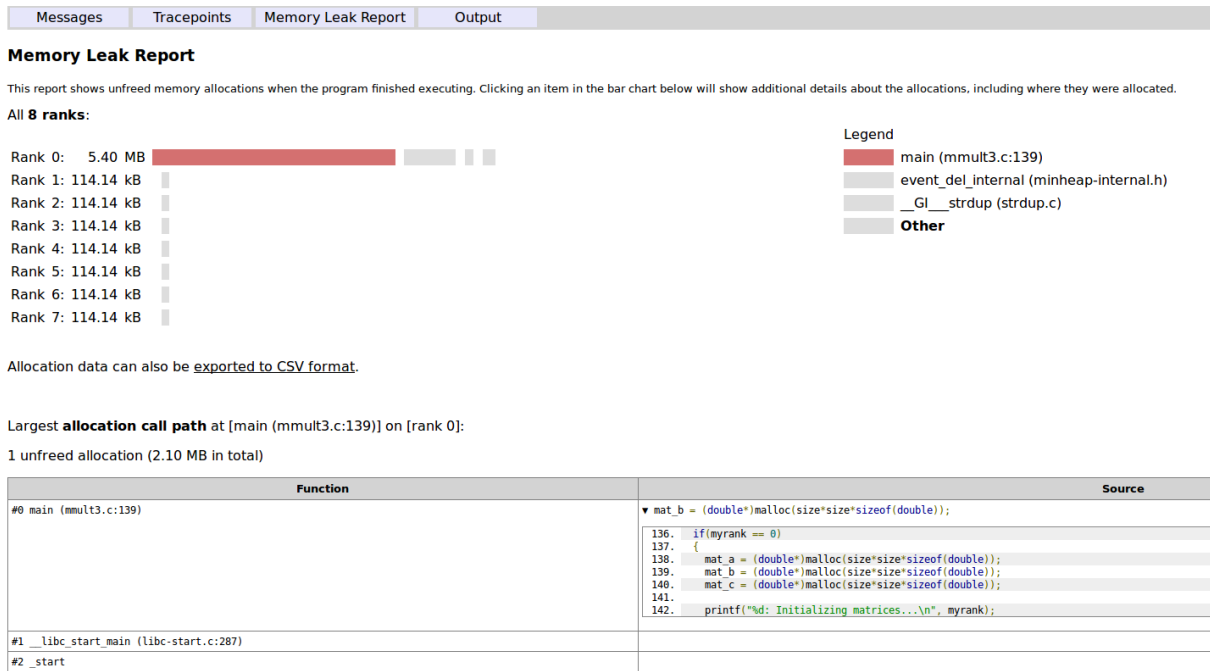 Messages Tracepoints Memory Leak Report Output
Memory Leak Report
This report shows unfreed memory allocations when the program finished executing. Clicking an item in the bar chart below will show additional details about the allocations, including where they were allocated.
All 8 ranks:
Legend
Rank 0: 5.40 MB
main (mmult3.c:139)
Rank 1: 114.14 kB
event_del_internal (minheap-internal.h)
Rank 2: 114.14 kB
__GI___strdup (strdup.c)
Rank 3: 114.14 kB
Other
Rank 4: 114.14 kB
Rank 5: 114.14 kB
Rank 6: 114.14 kB
Rank 7: 114.14 kB
Allocation data can also be exported to CSV format.
Largest allocation call path at [main (mmult3.c:139)] on [rank 0]:
1 unfreed allocation (2.10 MB in total)
Function Source
#0 main (mmult3.c:139)
▼ mat_b = (double*)malloc(size*size*sizeof(double));
136. if(myrank == 0)
137. {
138. mat_a = (double*)malloc(size*size*sizeof(double));
139. mat_b = (double*)malloc(size*size*sizeof(double));
140. mat_c = (double*)malloc(size*size*sizeof(double));
141.
142. printf("%d: Initializing matrices...\n", myrank);
#1 __libc_start_main (libc-start.c:287)
#2 _start